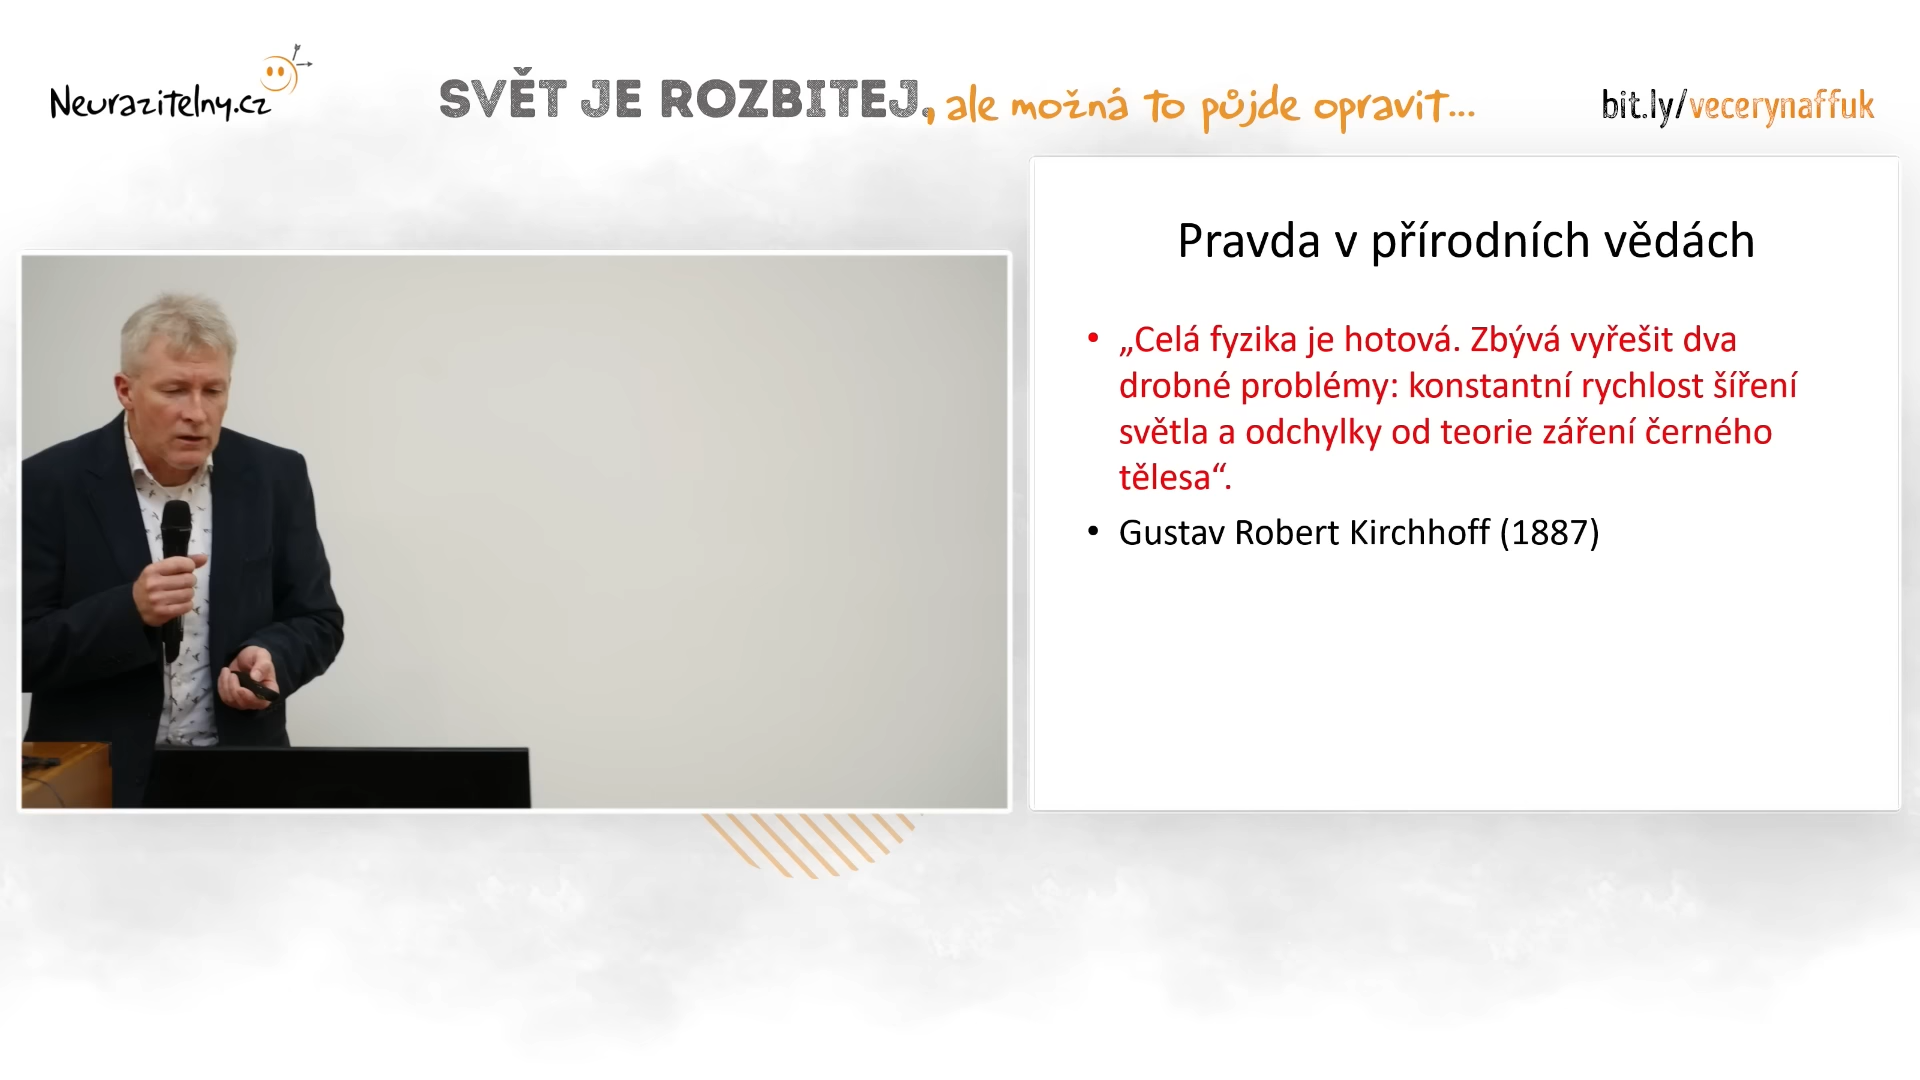 Neurazitelny.cz
SVĚT JE ROZBITEJ, ale možná to půjde opravit...
bit.ly/vecerynaffuk
Pravda v přírodních vědách
• „Celá fyzika je hotová. Zbývá vyřešit dva
drobné problémy: konstantní rychlost šíření
světla a odchylky od teorie záření černého
tělesa“.
• Gustav Robert Kirchhoff (1887)